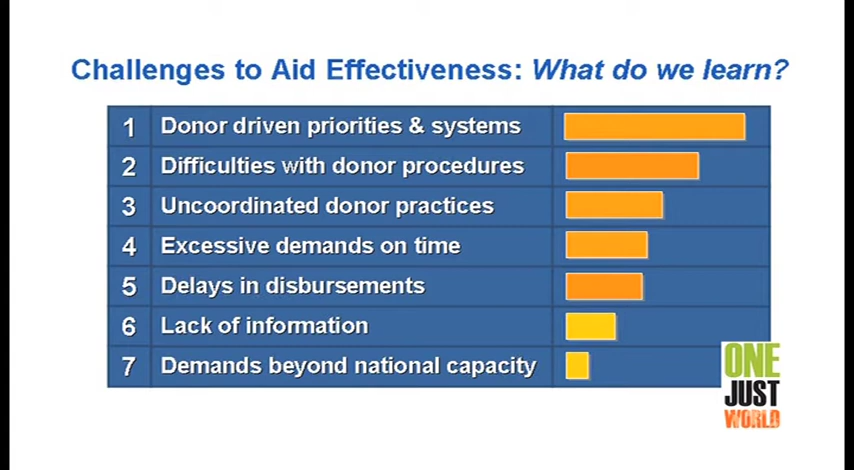 Challenges to Aid Effectiveness: What do we learn?
1 Donor driven priorities & systems
2 Difficulties with donor procedures
3 Uncoordinated donor practices
4 Excessive demands on time
5 Delays in disbursements
6 Lack of information
7 Demands beyond national capacity
ONE
JUST
WORLD